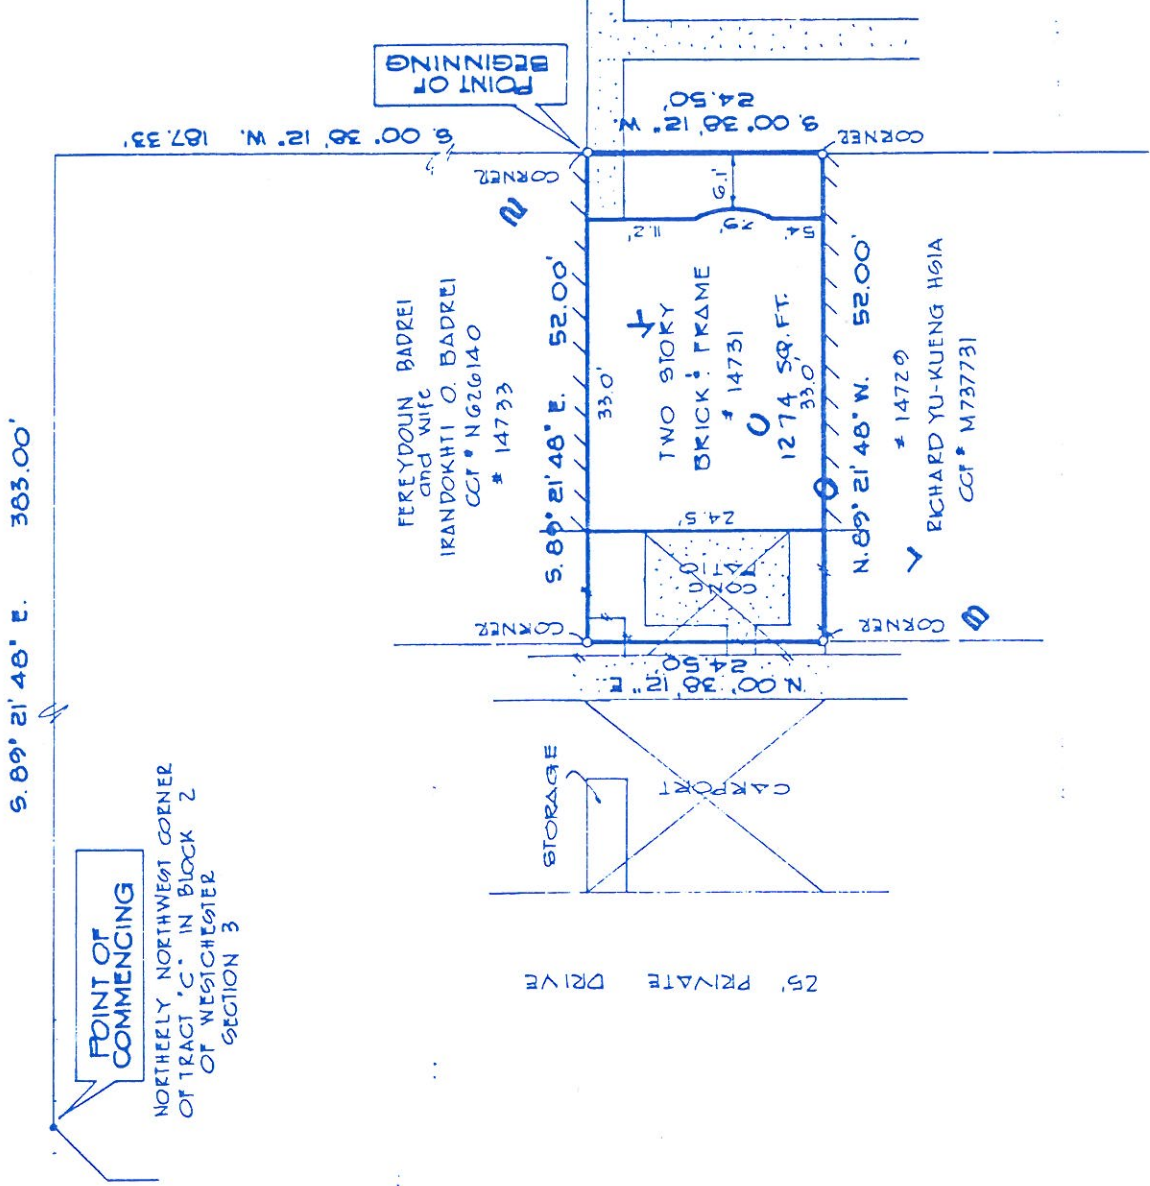 POINT OF
BEGINNING
S. 00° 38' 12" W. 187.33'
S. 00° 38' 12" W.
24.50'
CORNER
CORNER
6.1'
11.2'
7.9'
5.4'
S. 89° 21' 48" E. 383.00'
FEREYDOUN BADREI
and wife
IRANDOKHTI O. BADREI
CCF # N626140
# 14733
S. 89° 21' 48" E. 52.00'
33.0'
TWO STORY
BRICK & FRAME
# 14731
1274 SQ. FT.
33.0'
N. 89° 21' 48" W. 52.00'
# 14729
RICHARD YU-KUENG HSIA
CCF # M737731
24.5'
CONC
PATIO
CORNER
CORNER
N. 00° 38' 12" E.
24.50'
STORAGE
CARPORT
25' PRIVATE DRIVE
POINT OF
COMMENCING
NORTHERLY NORTHWEST CORNER
OF TRACT "C" IN BLOCK 2
OF WESTCHESTER
SECTION 3